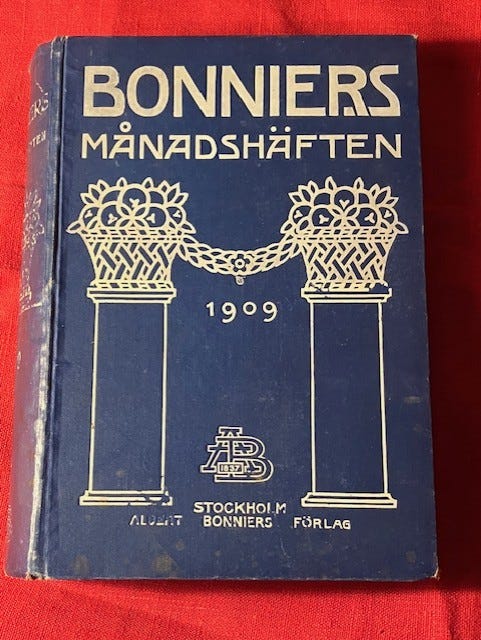 BONNIERS
MÅNADSHÄFTEN
1909
AB
1837
STOCKHOLM
ALBERT BONNIERS FÖRLAG